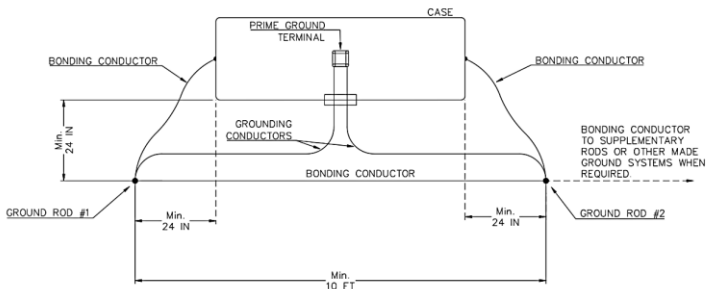 CASE
PRIME GROUND
TERMINAL
BONDING CONDUCTOR
BONDING CONDUCTOR
Min.
24 IN
GROUNDING
CONDUCTORS
BONDING CONDUCTOR
TO SUPPLEMENTARY
RODS OR OTHER MADE
GROUND SYSTEMS WHEN
REQUIRED.
BONDING CONDUCTOR
GROUND ROD #1
Min.
24 IN
Min.
24 IN
GROUND ROD #2
Min.
10 FT